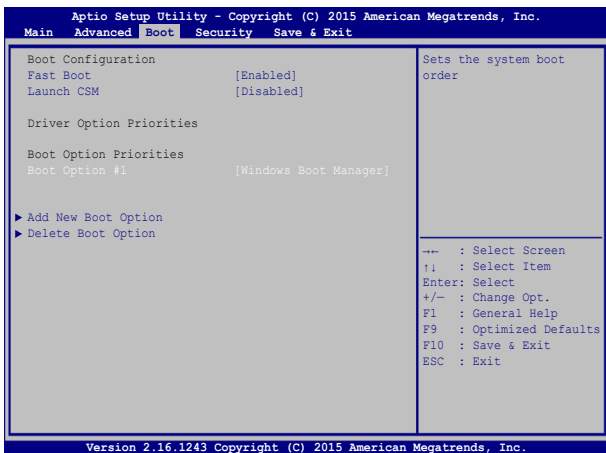 Aptio Setup Utility - Copyright (C) 2015 American Megatrends, Inc.
Main Advanced Boot Security Save & Exit
Boot Configuration
Fast Boot [Enabled]
Launch CSM [Disabled]
Driver Option Priorities
Boot Option Priorities
Boot Option #1 [Windows Boot Manager]
▶ Add New Boot Option
▶ Delete Boot Option
Sets the system boot
order
→← : Select Screen
↑↓ : Select Item
Enter: Select
+/— : Change Opt.
F1 : General Help
F9 : Optimized Defaults
F10 : Save & Exit
ESC : Exit
Version 2.16.1243 Copyright (C) 2015 American Megatrends, Inc.